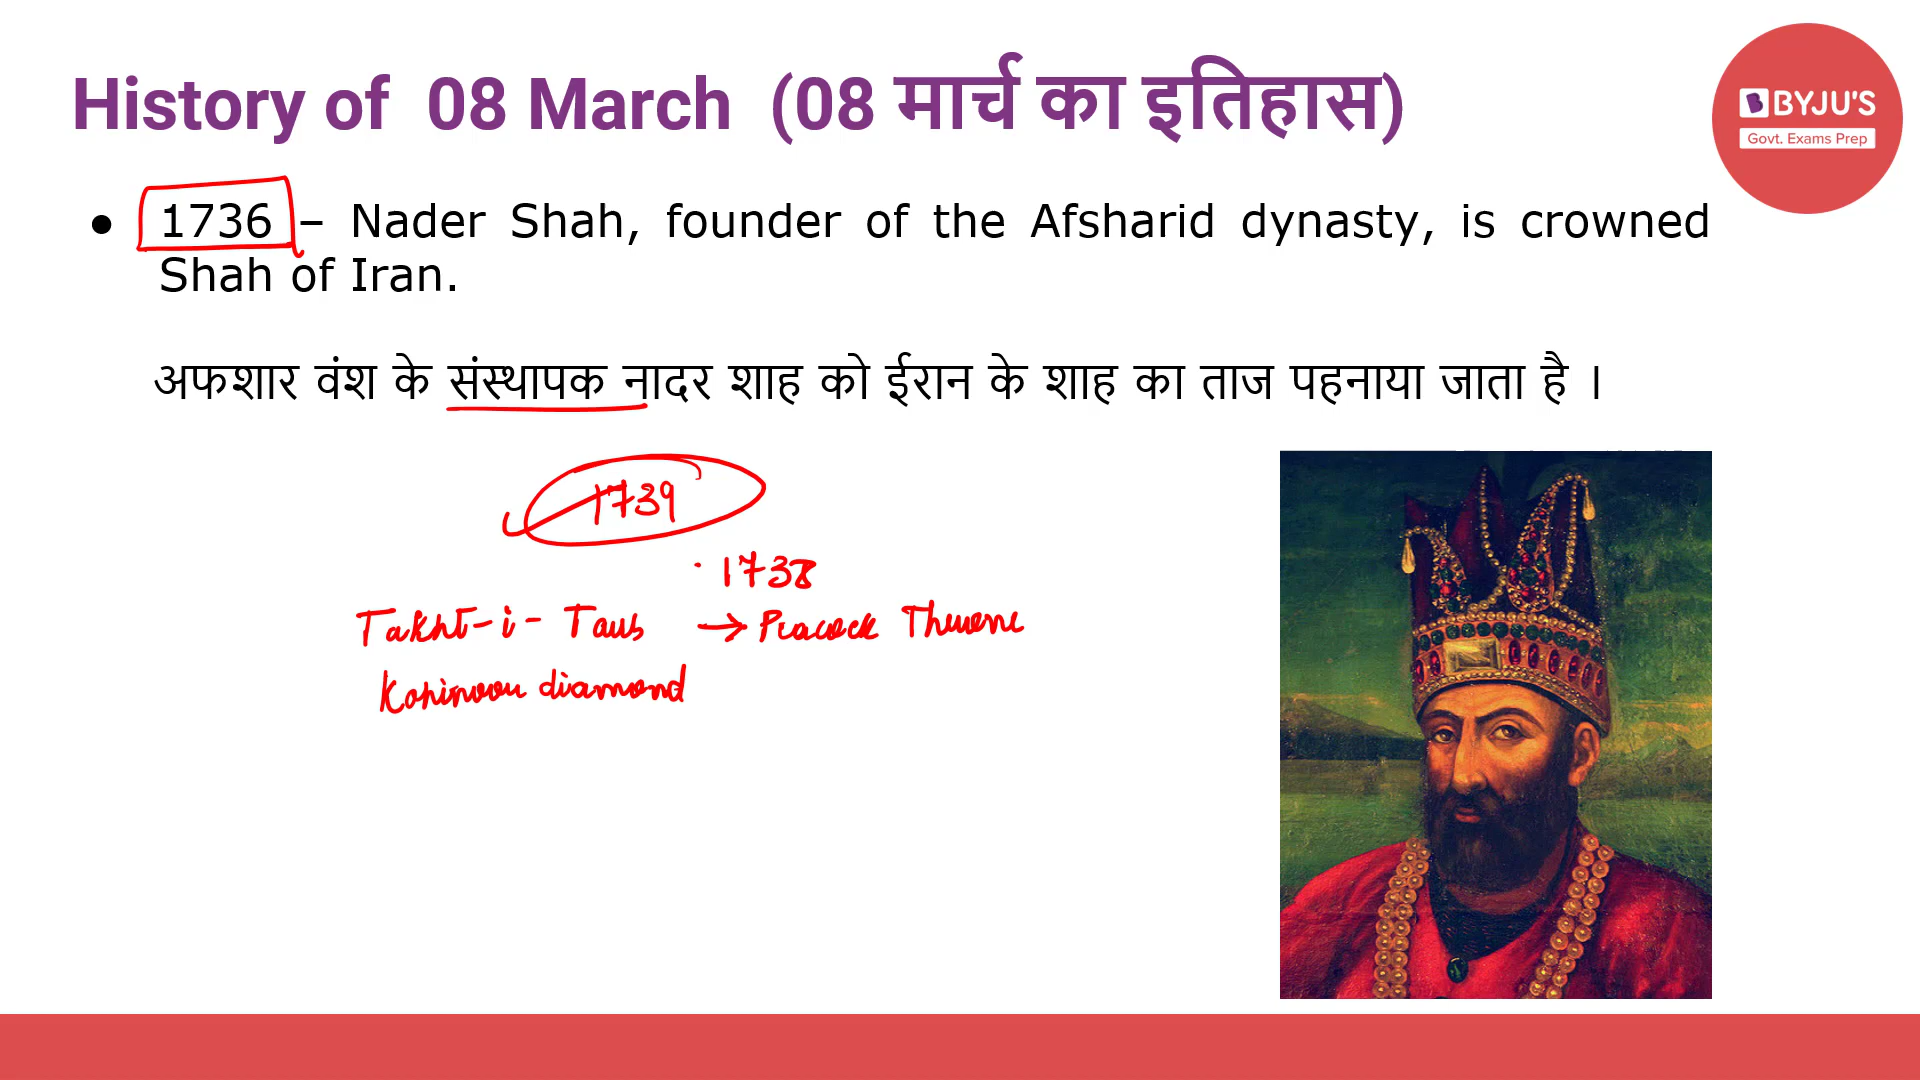 History of 08 March (08 मार्च का इतिहास)
BYJU'S
Govt. Exams Prep
● 1736 – Nader Shah, founder of the Afsharid dynasty, is crowned
Shah of Iran.
अफशार वंश के संस्थापक नादर शाह को ईरान के शाह का ताज पहनाया जाता है ।
1739
1738
Takht-i-Taus → Peacock Throne
Kohinoor diamond